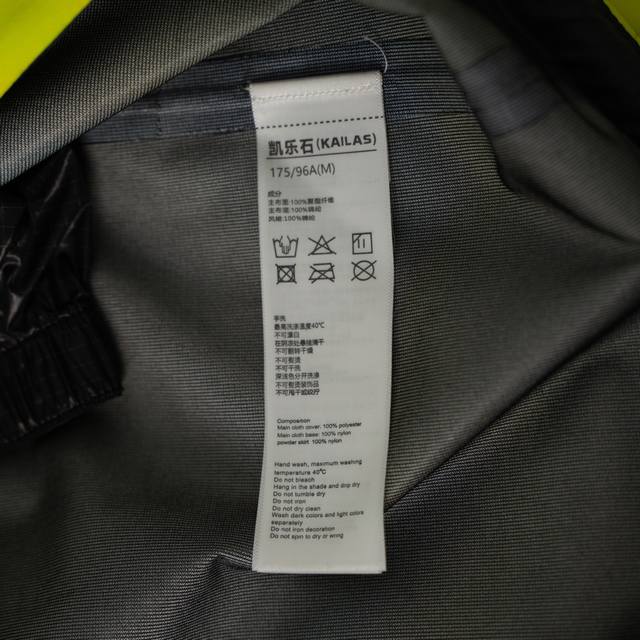 凯乐石(KAILAS)
175/96A(M)
成分
主布面:100%聚酯纤维
主布底:100%锦纶
风裙:100%锦纶
手洗
最高洗涤温度40℃
不可漂白
在阴凉处悬挂滴干
不可翻转干燥
不可熨烫
不可干洗
深浅色分开洗涤
不可熨烫装饰品
不可甩干或绞拧
Composition
Main cloth cover: 100% polyester
Main cloth base: 100% nylon
powder skirt: 100% nylon
Hand wash, maximum washing
temperature 40℃
Do not bleach
Hang in the shade and drip dry
Do not tumble dry
Do not iron
Do not dry clean
Wash dark colors and light colors
separately
Do not iron decoration
Do not spin to dry or wring